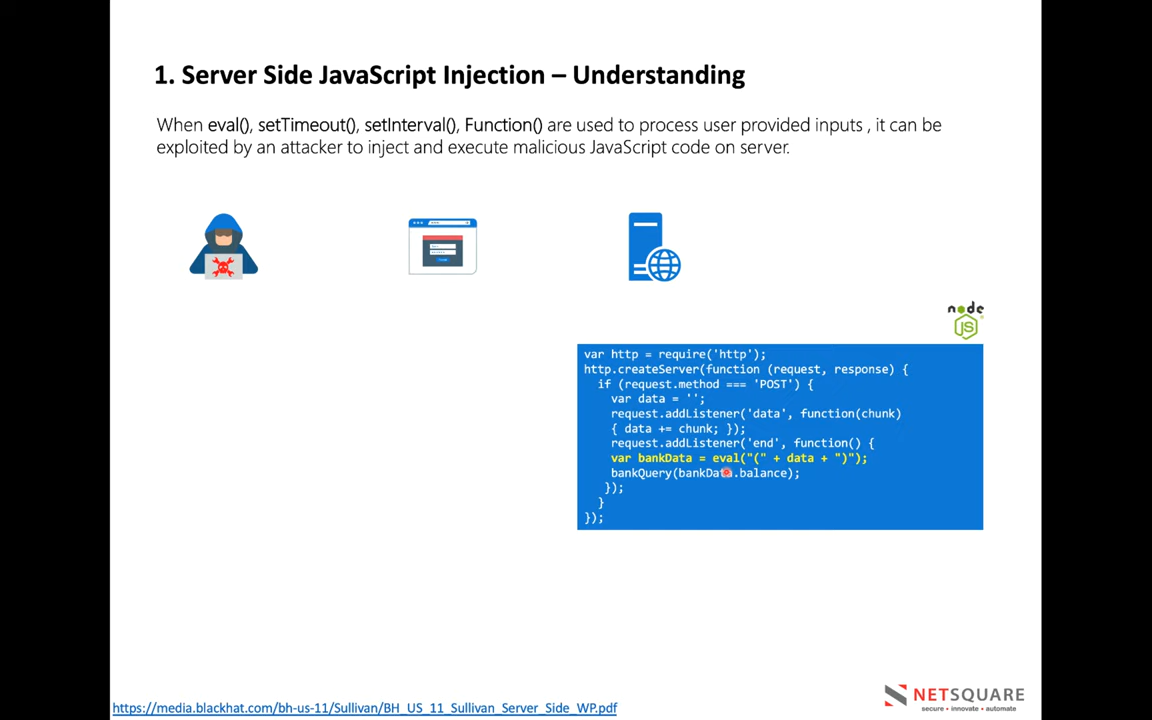 1. Server Side JavaScript Injection – Understanding
When eval(), setTimeout(), setInterval(), Function() are used to process user provided inputs , it can be
exploited by an attacker to inject and execute malicious JavaScript code on server.
node
JS
var http = require('http');
http.createServer(function (request, response) {
if (request.method === 'POST') {
var data = '';
request.addListener('data', function(chunk)
{ data += chunk; });
request.addListener('end', function() {
var bankData = eval("(" + data + ")");
bankQuery(bankData.balance);
});
}
});
NETSQUARE
secure • innovate • automate
https://media.blackhat.com/bh-us-11/Sullivan/BH_US_11_Sullivan_Server_Side_WP.pdf